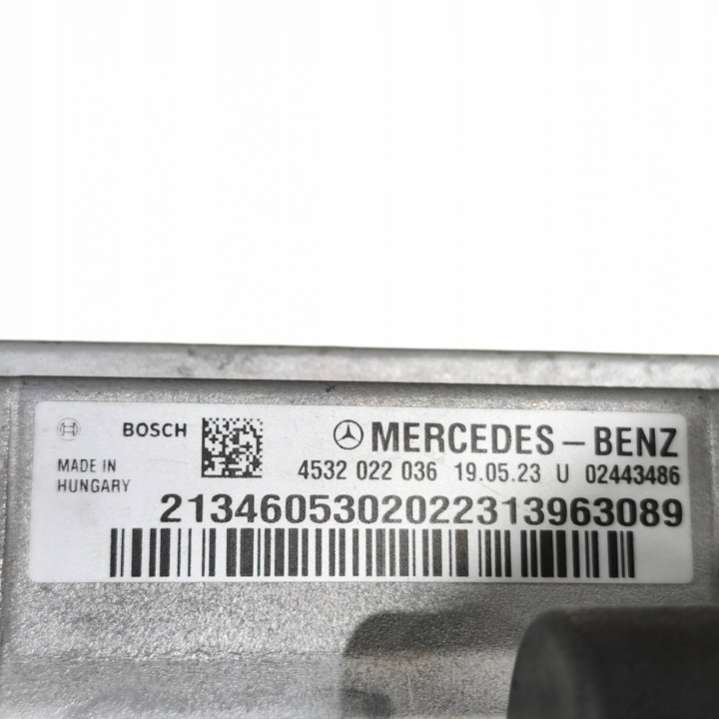 BOSCH
MERCEDES-BENZ
MADE IN
HUNGARY
4532 022 036 19.05.23 U 02443486
2134605302022313963089